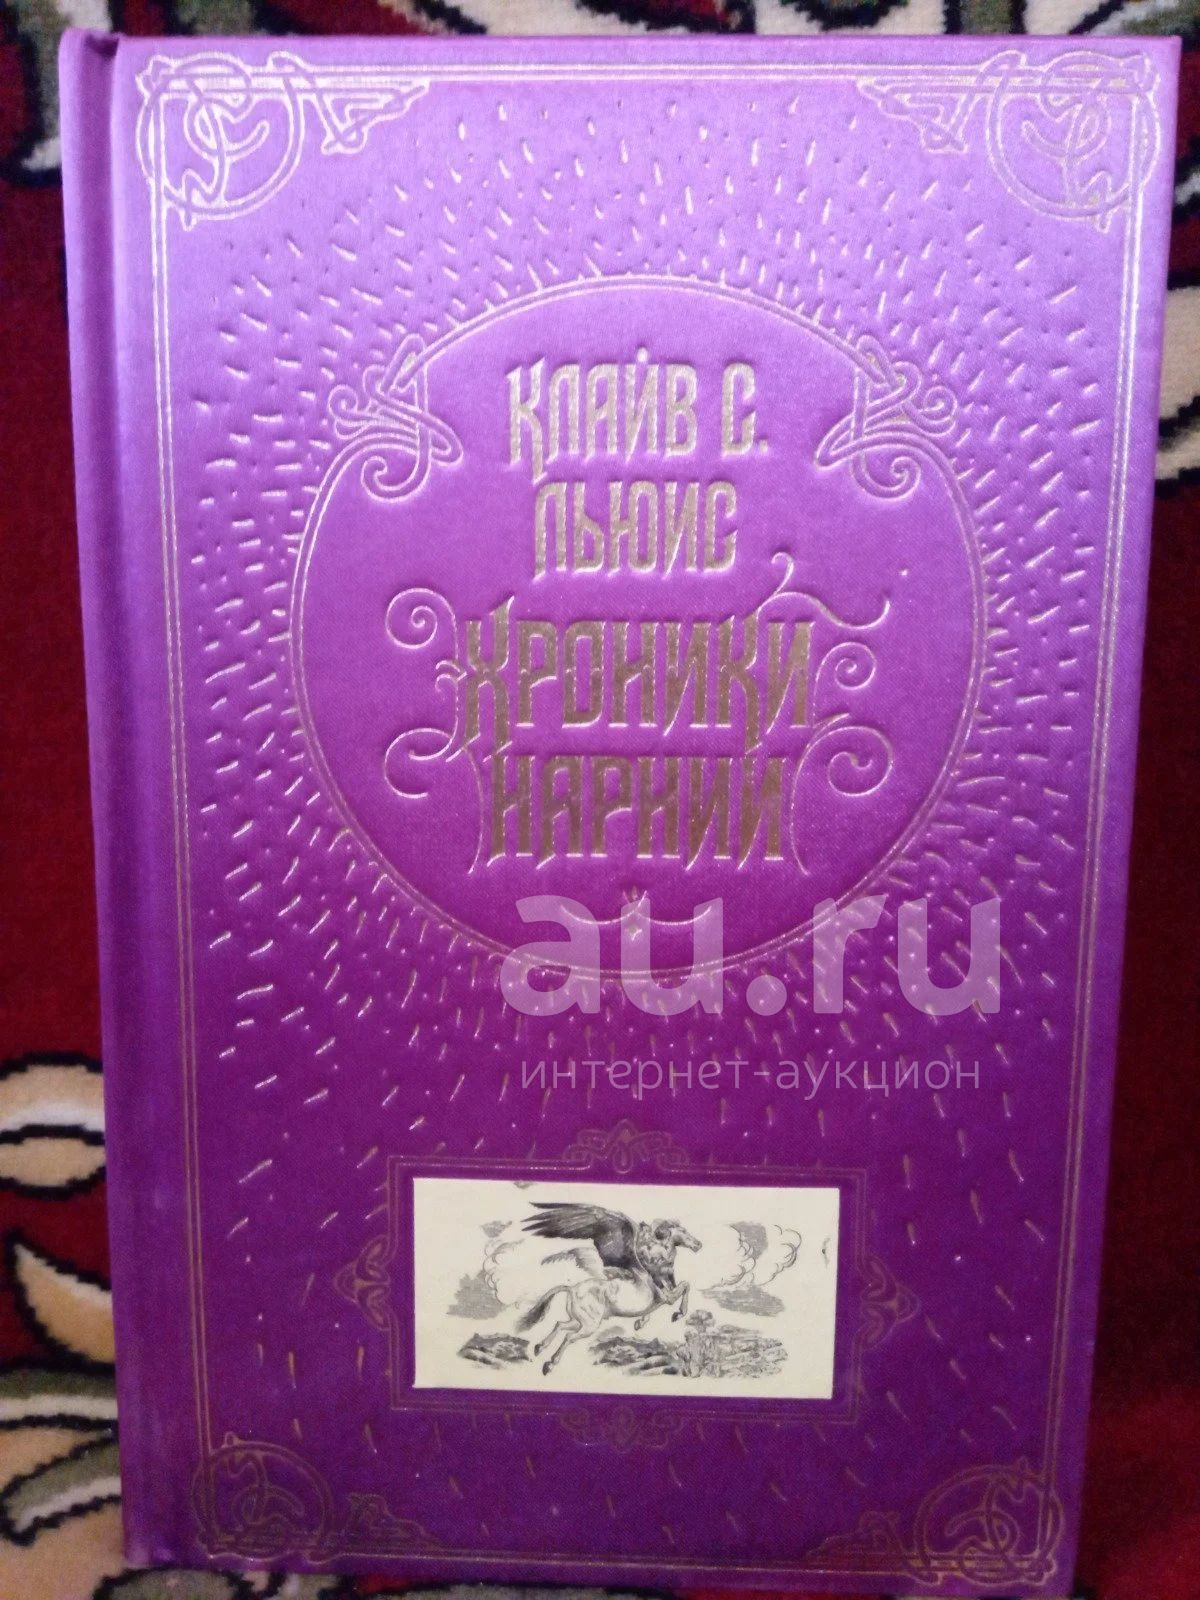 КЛАЙВ С.
ЛЬЮИС
ХРОНИКИ
НАРНИИ
au.ru
интернет-аукцион